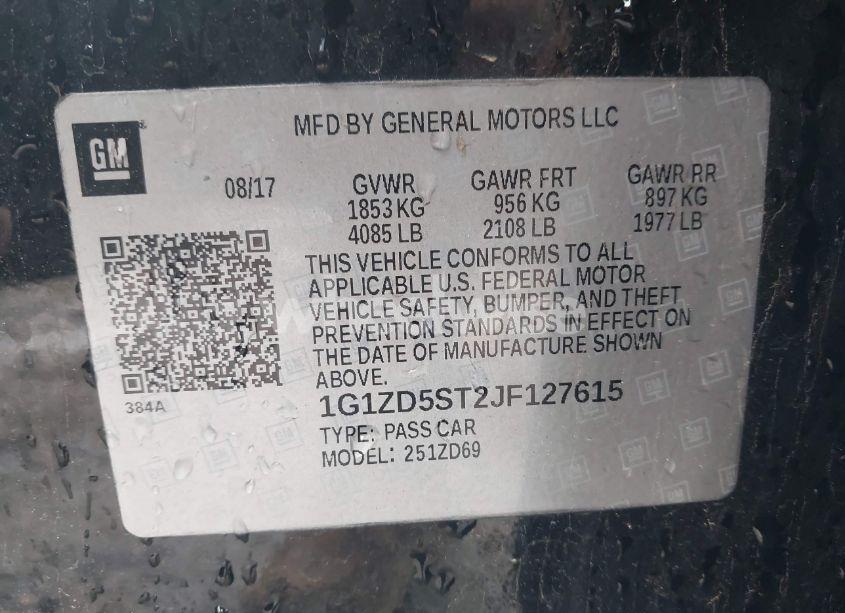 MFD BY GENERAL MOTORS LLC
GM
08/17
GVWR
1853 KG
4085 LB
GAWR FRT
956 KG
2108 LB
GAWR RR
897 KG
1977 LB
THIS VEHICLE CONFORMS TO ALL
APPLICABLE U.S. FEDERAL MOTOR
VEHICLE SAFETY, BUMPER, AND THEFT
PREVENTION STANDARDS IN EFFECT ON
THE DATE OF MANUFACTURE SHOWN
ABOVE.
384A
1G1ZD5ST2JF127615
TYPE: PASS CAR
MODEL: 251ZD69